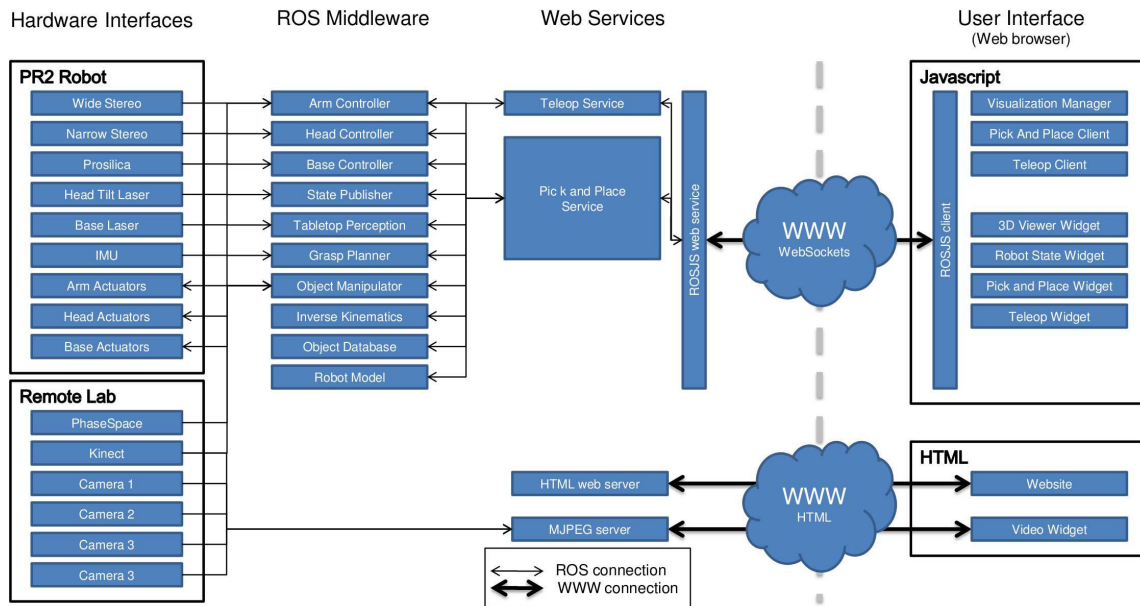 Hardware Interfaces
ROS Middleware
Web Services
User Interface
(Web browser)
PR2 Robot
Wide Stereo
Narrow Stereo
Prosilica
Head Tilt Laser
Base Laser
IMU
Arm Actuators
Head Actuators
Base Actuators
Remote Lab
PhaseSpace
Kinect
Camera 1
Camera 2
Camera 3
Camera 3
Arm Controller
Head Controller
Base Controller
State Publisher
Tabletop Perception
Grasp Planner
Object Manipulator
Inverse Kinematics
Object Database
Robot Model
Teleop Service
Pic k and Place
Service
HTML web server
MJPEG server
ROSJS web service
WWW
WebSockets
WWW
HTML
Javascript
ROSJS client
Visualization Manager
Pick And Place Client
Teleop Client
3D Viewer Widget
Robot State Widget
Pick and Place Widget
Teleop Widget
HTML
Website
Video Widget
ROS connection
WWW connection